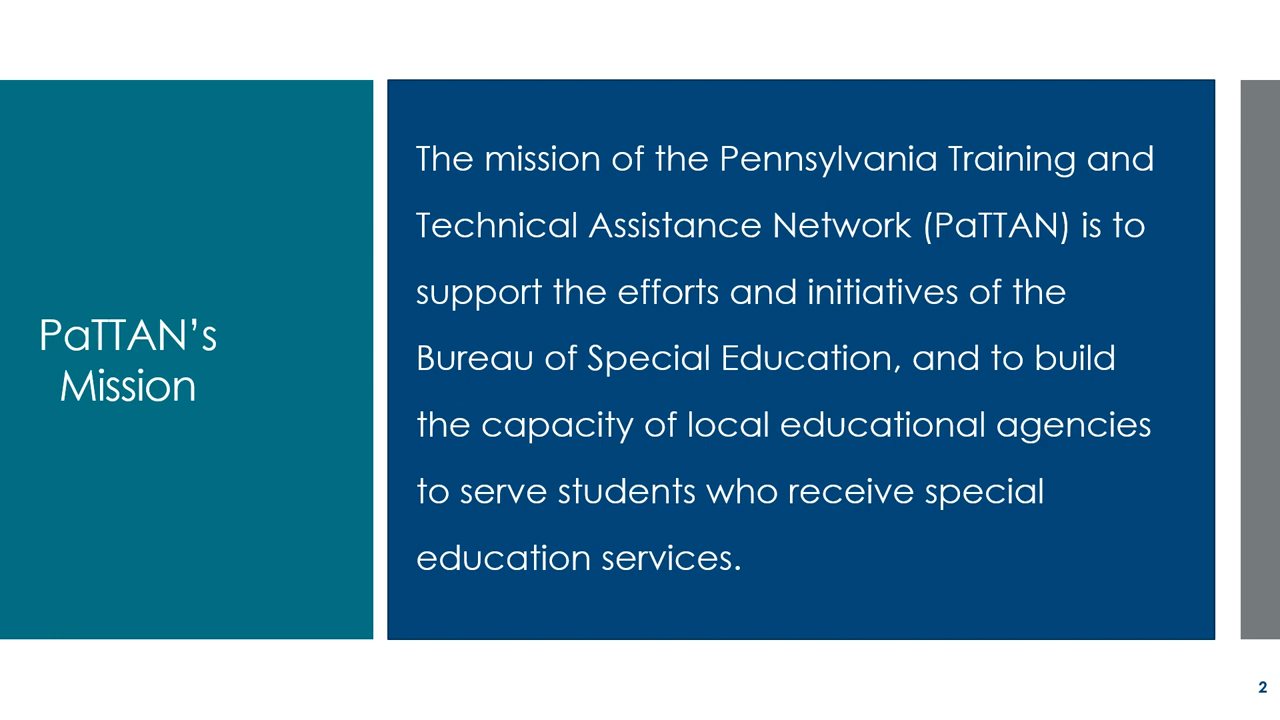 PaTTAN’s
Mission
The mission of the Pennsylvania Training and
Technical Assistance Network (PaTTAN) is to
support the efforts and initiatives of the
Bureau of Special Education, and to build
the capacity of local educational agencies
to serve students who receive special
education services.
2